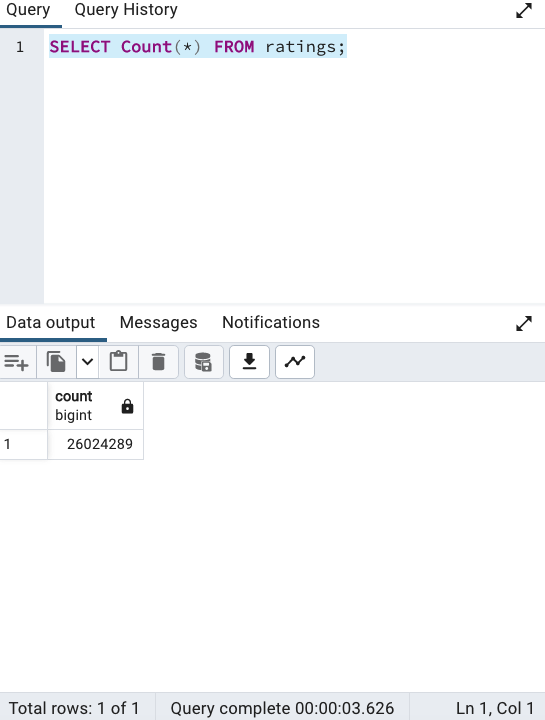 Query Query History
1 SELECT Count(*) FROM ratings;
Data output Messages Notifications
count
bigint
1 26024289
Total rows: 1 of 1 Query complete 00:00:03.626 Ln 1, Col 1